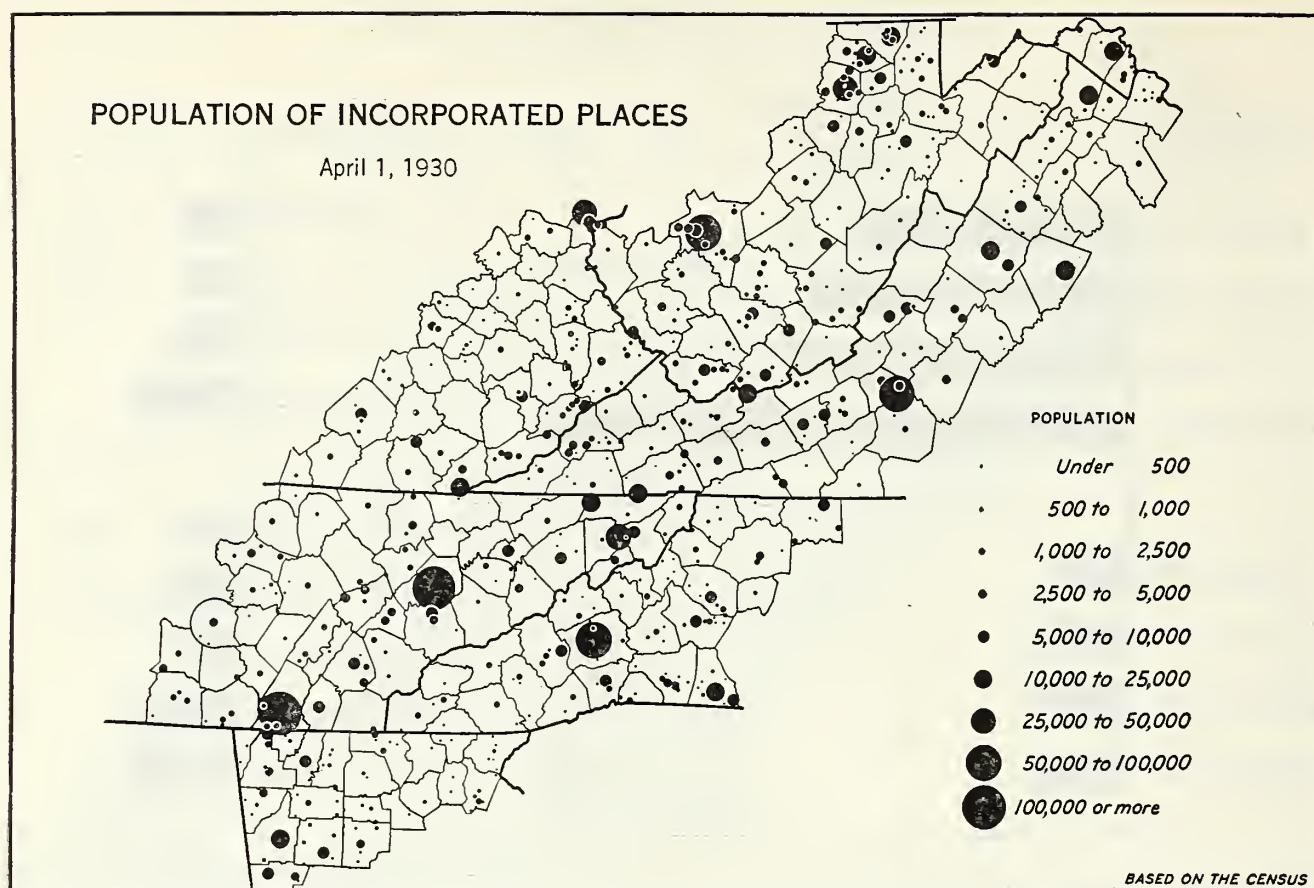 POPULATION OF INCORPORATED PLACES
April 1, 1930
POPULATION
Under 500
500 to 1,000
1,000 to 2,500
2,500 to 5,000
5,000 to 10,000
10,000 to 25,000
25,000 to 50,000
50,000 to 100,000
100,000 or more
BASED ON THE CENSUS